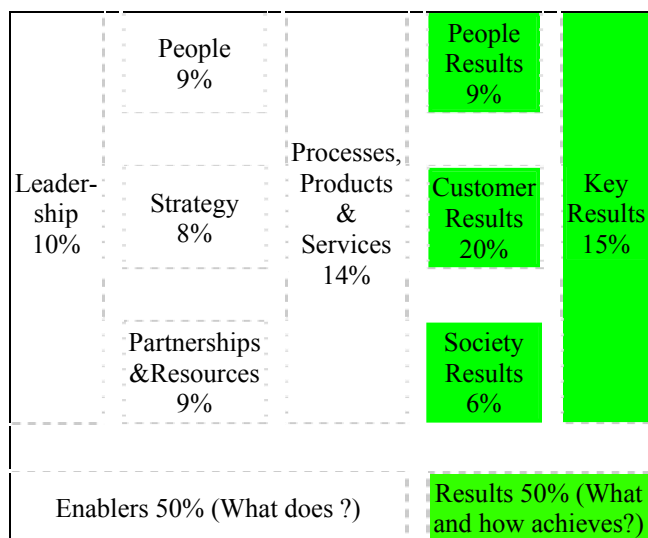 Leader-
ship
10%
People
9%
Strategy
8%
Partnerships
&Resources
9%
Processes,
Products
&
Services
14%
People
Results
9%
Customer
Results
20%
Society
Results
6%
Key
Results
15%
Enablers 50% (What does ?)
Results 50% (What
and how achieves?)